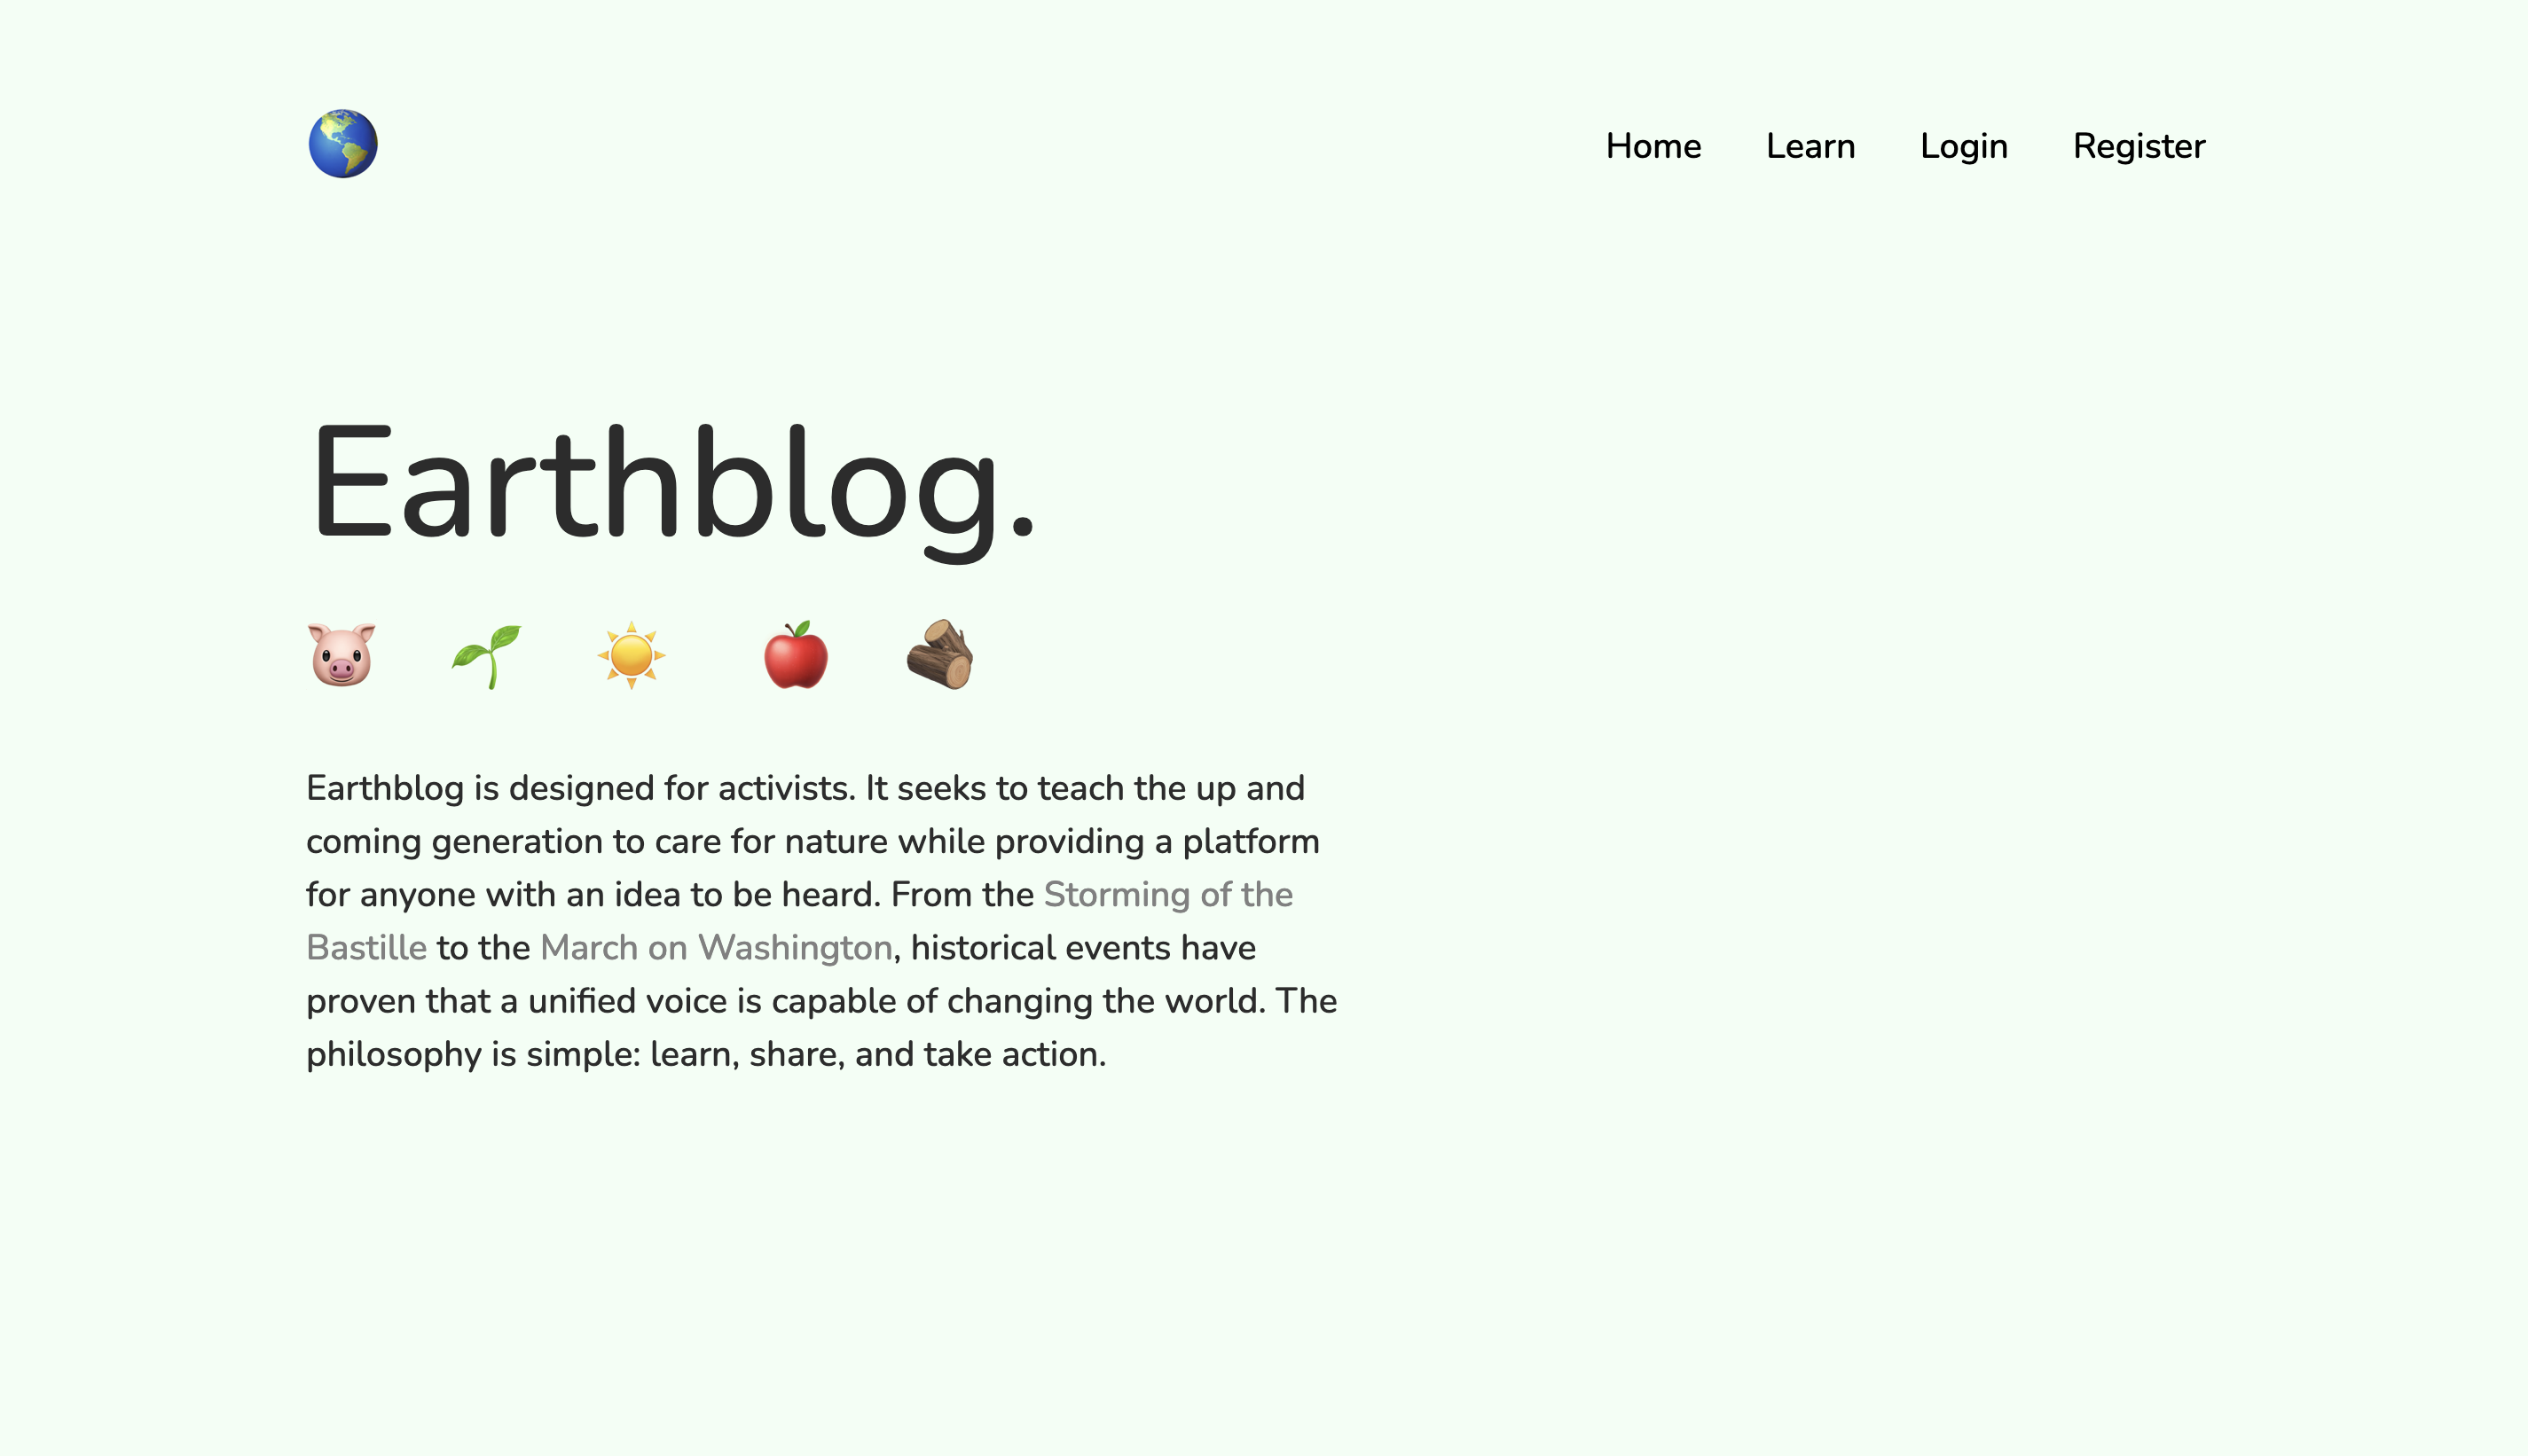 Home Learn Login Register
Earthblog.
Earthblog is designed for activists. It seeks to teach the up and
coming generation to care for nature while providing a platform
for anyone with an idea to be heard. From the Storming of the
Bastille to the March on Washington, historical events have
proven that a unified voice is capable of changing the world. The
philosophy is simple: learn, share, and take action.